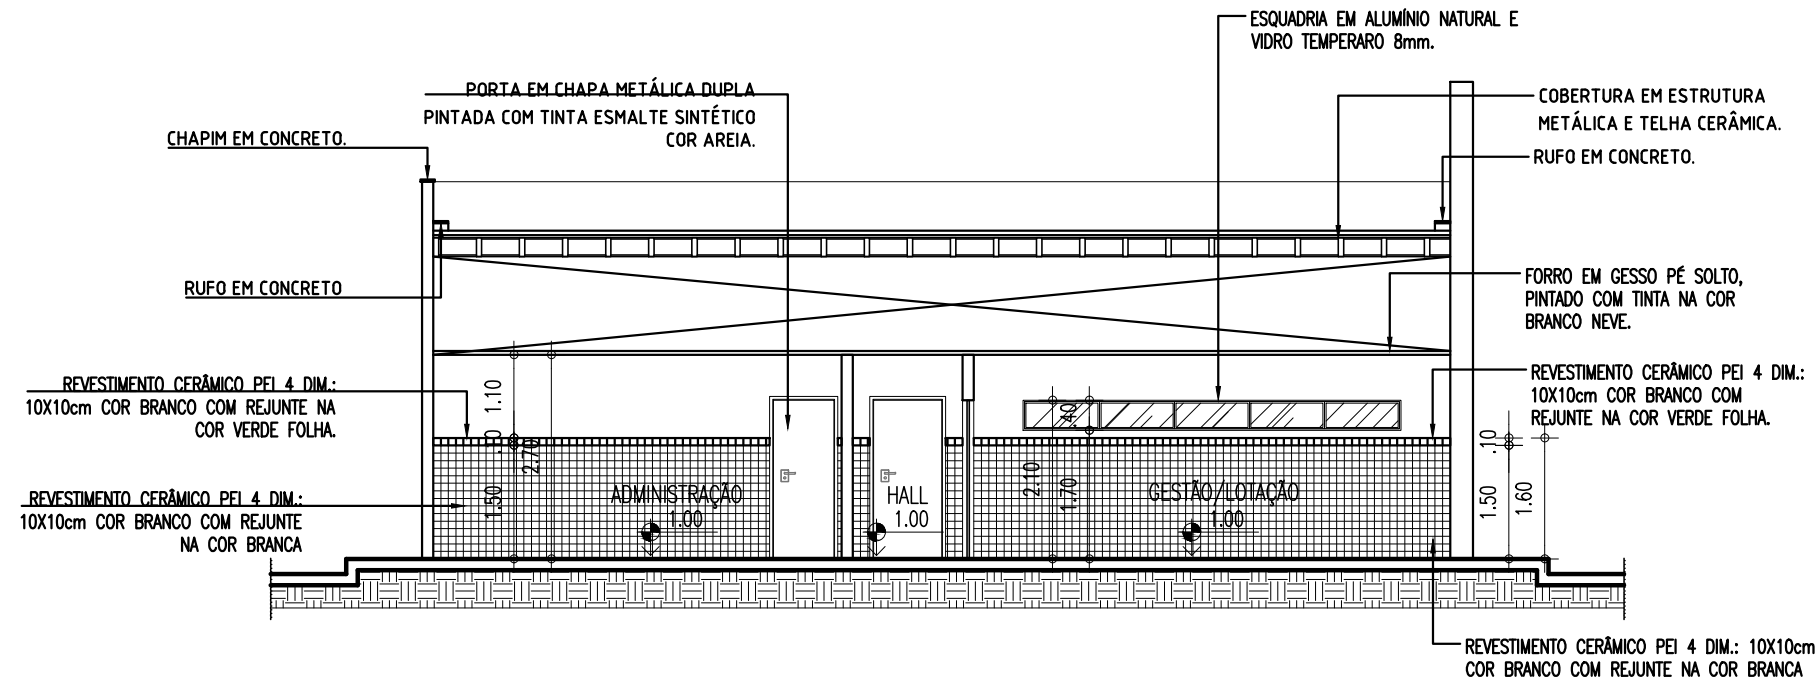 ESQUADRIA EM ALUMÍNIO NATURAL E
VIDRO TEMPERARO 8mm.
PORTA EM CHAPA METÁLICA DUPLA
PINTADA COM TINTA ESMALTE SINTÉTICO
COR AREIA.
COBERTURA EM ESTRUTURA
METÁLICA E TELHA CERÂMICA.
CHAPIM EM CONCRETO.
RUFO EM CONCRETO.
RUFO EM CONCRETO
FORRO EM GESSO PÉ SOLTO,
PINTADO COM TINTA NA COR
BRANCO NEVE.
REVESTIMENTO CERÂMICO PEI 4 DIM.:
10X10cm COR BRANCO COM REJUNTE NA
COR VERDE FOLHA.
REVESTIMENTO CERÂMICO PEI 4 DIM.:
10X10cm COR BRANCO COM
REJUNTE NA COR VERDE FOLHA.
1.10
.10
2.70
1.50
.40
2.10
1.70
.10
1.50
1.60
REVESTIMENTO CERÂMICO PEI 4 DIM.:
10X10cm COR BRANCO COM REJUNTE
NA COR BRANCA
ADMINISTRAÇÃO
1.00
HALL
1.00
GESTÃO/LOTAÇÃO
1.00
REVESTIMENTO CERÂMICO PEI 4 DIM.: 10X10cm
COR BRANCO COM REJUNTE NA COR BRANCA